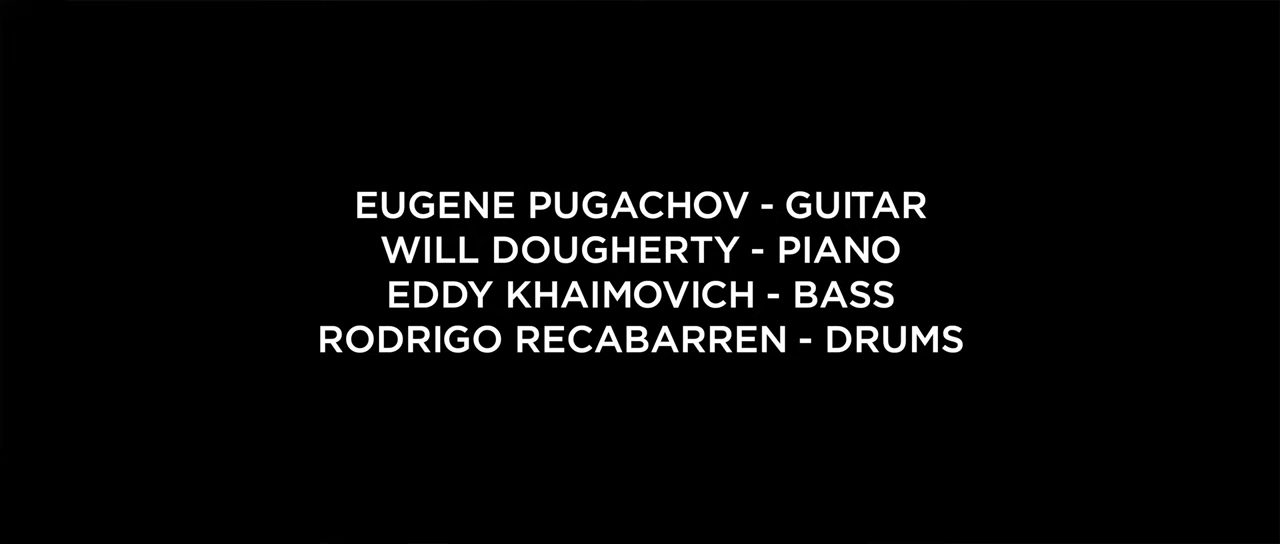 EUGENE PUGACHOV - GUITAR
WILL DOUGHERTY - PIANO
EDDY KHAIMOVICH - BASS
RODRIGO RECABARREN - DRUMS